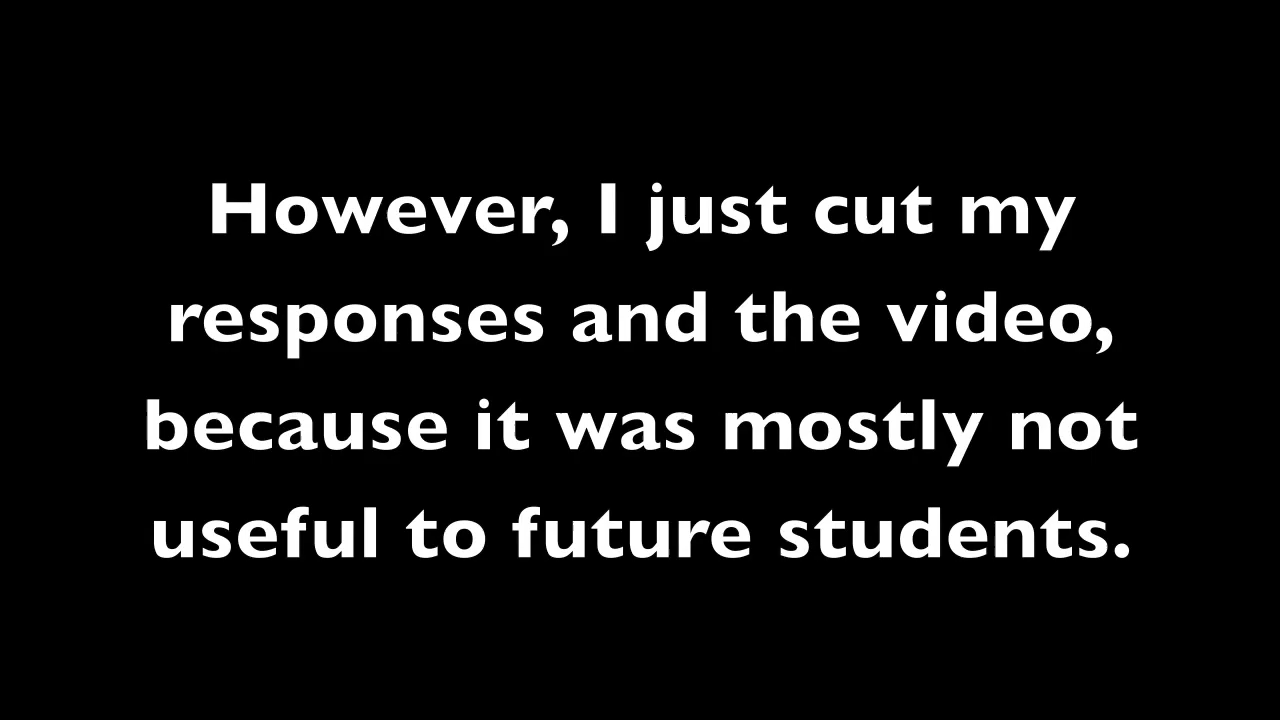 However, I just cut my
responses and the video,
because it was mostly not
useful to future students.